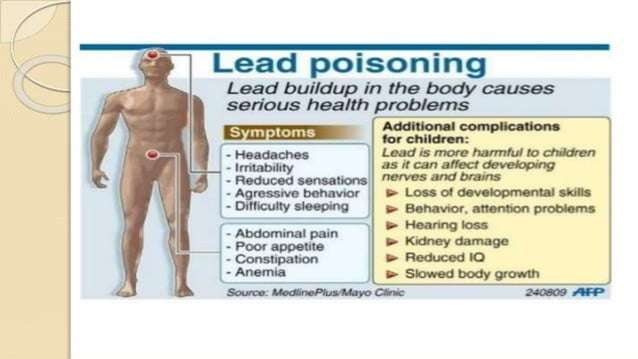 Lead poisoning
Lead buildup in the body causes
serious health problems
Symptoms
- Headaches
- Irritability
- Reduced sensations
- Agressive behavior
- Difficulty sleeping
- Abdominal pain
- Poor appetite
- Constipation
- Anemia
Additional complications
for children:
Lead is more harmful to children
as it can affect developing
nerves and brains
Loss of developmental skills
Behavior, attention problems
Hearing loss
Kidney damage
Reduced IQ
Slowed body growth
Source: MedlinePlus/Mayo Clinic
240809 AFP